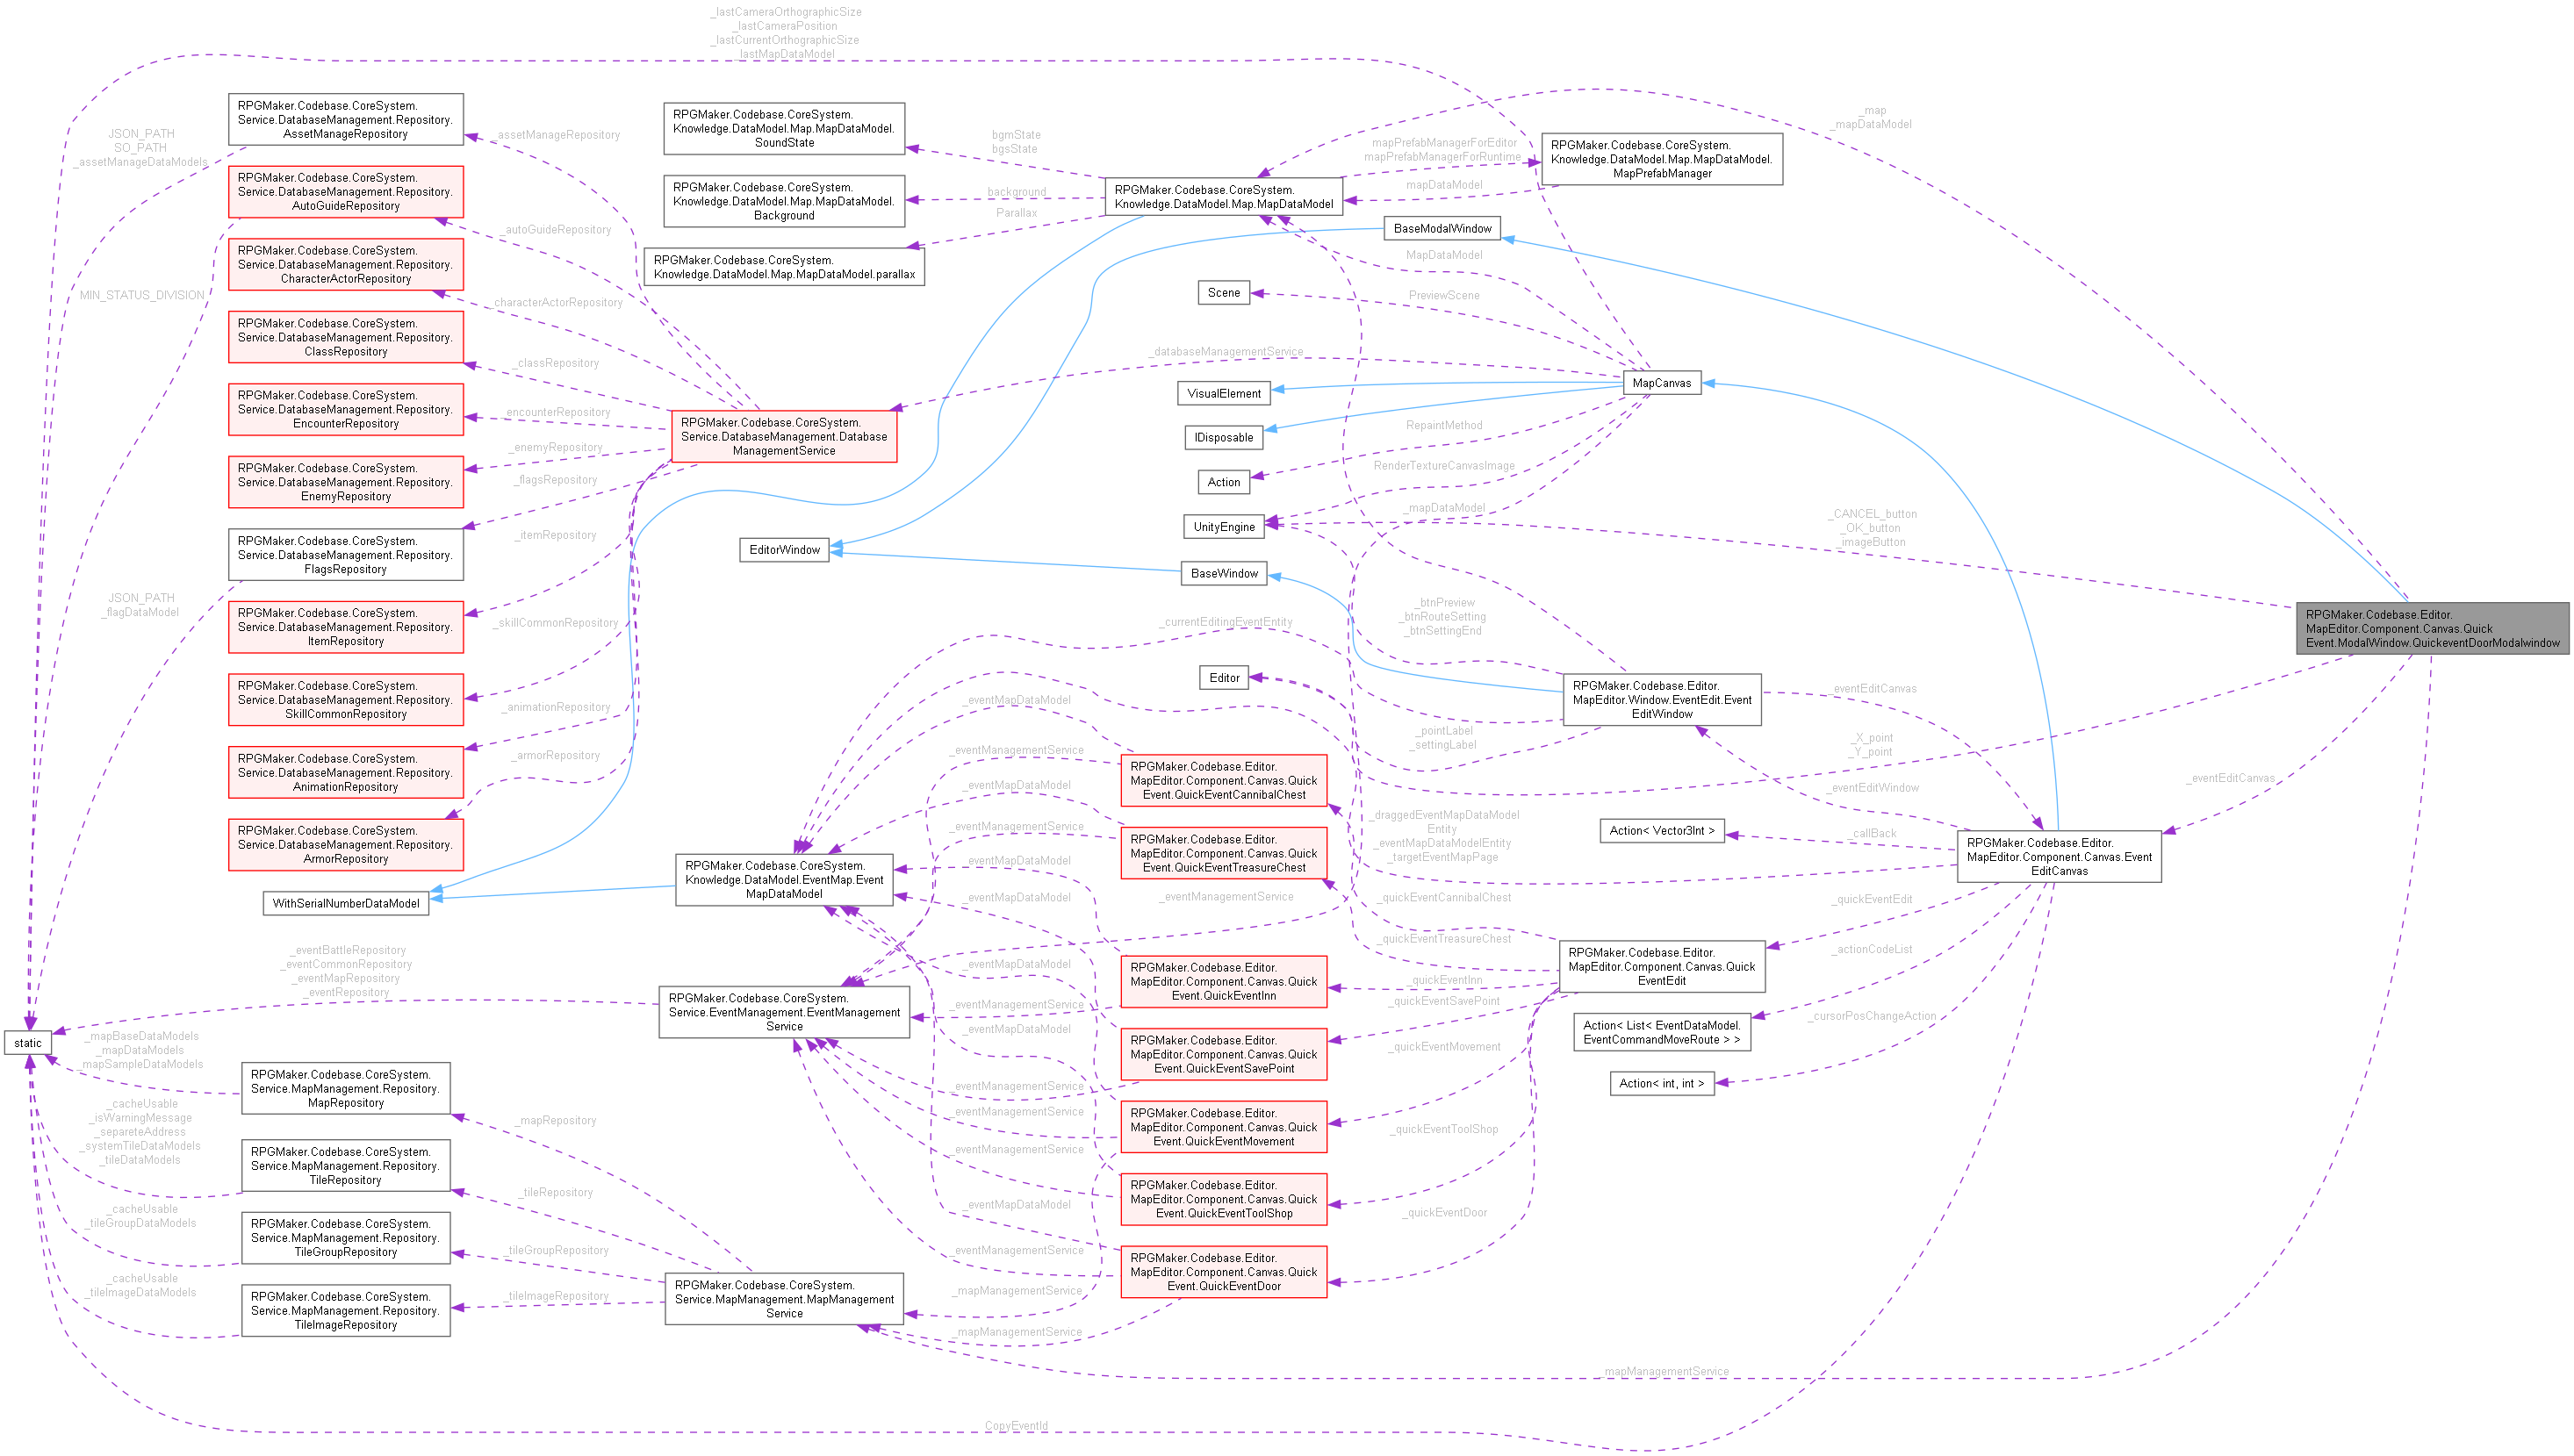 _lastCameraOrthographicSize
_lastCameraPosition
_lastCurrentOrthographicSize
_lastMapDataModel
RPGMaker.Codebase.CoreSystem.
Service.DatabaseManagement.Repository.
AssetManageRepository
JSON_PATH
SO_PATH
_assetManageDataModels
RPGMaker.Codebase.CoreSystem.
Service.DatabaseManagement.Repository.
AutoGuideRepository
MIN_STATUS_DIVISION
RPGMaker.Codebase.CoreSystem.
Service.DatabaseManagement.Repository.
CharacterActorRepository
RPGMaker.Codebase.CoreSystem.
Service.DatabaseManagement.Repository.
ClassRepository
RPGMaker.Codebase.CoreSystem.
Service.DatabaseManagement.Repository.
EncounterRepository
RPGMaker.Codebase.CoreSystem.
Service.DatabaseManagement.Repository.
EnemyRepository
RPGMaker.Codebase.CoreSystem.
Service.DatabaseManagement.Repository.
FlagsRepository
JSON_PATH
_flagDataModel
RPGMaker.Codebase.CoreSystem.
Service.DatabaseManagement.Repository.
ItemRepository
RPGMaker.Codebase.CoreSystem.
Service.DatabaseManagement.Repository.
SkillCommonRepository
RPGMaker.Codebase.CoreSystem.
Service.DatabaseManagement.Repository.
AnimationRepository
RPGMaker.Codebase.CoreSystem.
Service.DatabaseManagement.Repository.
ArmorRepository
WithSerialNumberDataModel
_eventBattleRepository
_eventCommonRepository
_eventMapRepository
_eventRepository
static
_mapBaseDataModels
_mapDataModels
_mapSampleDataModels
RPGMaker.Codebase.CoreSystem.
Service.MapManagement.Repository.
MapRepository
_cacheUsable
_isWarningMessage
_separeteAddress
_systemTileDataModels
_tileDataModels
RPGMaker.Codebase.CoreSystem.
Service.MapManagement.Repository.
TileRepository
_cacheUsable
_tileGroupDataModels
RPGMaker.Codebase.CoreSystem.
Service.MapManagement.Repository.
TileGroupRepository
_cacheUsable
_tileImageDataModels
RPGMaker.Codebase.CoreSystem.
Service.MapManagement.Repository.
TileImageRepository
_assetManageRepository
_autoGuideRepository
_characterActorRepository
_classRepository
_encounterRepository
_enemyRepository
_flagsRepository
_itemRepository
_skillCommonRepository
_animationRepository
_armorRepository
_mapRepository
_tileRepository
_tileGroupRepository
_tileImageRepository
RPGMaker.Codebase.CoreSystem.
Knowledge.DataModel.Map.MapDataModel.
SoundState
RPGMaker.Codebase.CoreSystem.
Knowledge.DataModel.Map.MapDataModel.
Background
RPGMaker.Codebase.CoreSystem.
Knowledge.DataModel.Map.MapDataModel.parallax
RPGMaker.Codebase.CoreSystem.
Service.DatabaseManagement.Database
ManagementService
EditorWindow
RPGMaker.Codebase.CoreSystem.
Knowledge.DataModel.EventMap.Event
MapDataModel
RPGMaker.Codebase.CoreSystem.
Service.EventManagement.EventManagement
Service
RPGMaker.Codebase.CoreSystem.
Service.MapManagement.MapManagement
Service
bgmState
bgsState
background
Parallax
_eventMapDataModel
_eventManagementService
_eventMapDataModel
_eventManagementService
_eventMapDataModel
_eventMapDataModel
_eventMapDataModel
_eventManagementService
_eventMapDataModel
_eventManagementService
_eventManagementService
_eventManagementService
_eventMapDataModel
_eventManagementService
_mapManagementService
_mapManagementService
CopyEventId
RPGMaker.Codebase.CoreSystem.
Knowledge.DataModel.Map.MapDataModel
Scene
_databaseManagementService
VisualElement
IDisposable
Action
UnityEngine
BaseWindow
_currentEditingEventEntity
Editor
RPGMaker.Codebase.Editor.
MapEditor.Component.Canvas.Quick
Event.QuickEventCannibalChest
RPGMaker.Codebase.Editor.
MapEditor.Component.Canvas.Quick
Event.QuickEventTreasureChest
_eventManagementService
RPGMaker.Codebase.Editor.
MapEditor.Component.Canvas.Quick
Event.QuickEventInn
RPGMaker.Codebase.Editor.
MapEditor.Component.Canvas.Quick
Event.QuickEventSavePoint
RPGMaker.Codebase.Editor.
MapEditor.Component.Canvas.Quick
Event.QuickEventMovement
RPGMaker.Codebase.Editor.
MapEditor.Component.Canvas.Quick
Event.QuickEventToolShop
RPGMaker.Codebase.Editor.
MapEditor.Component.Canvas.Quick
Event.QuickEventDoor
mapPrefabManagerForEditor
mapPrefabManagerForRuntime
mapDataModel
BaseModalWindow
MapDataModel
PreviewScene
RepaintMethod
RenderTextureCanvasImage
_mapDataModel
_btnPreview
_btnRouteSetting
_btnSettingEnd
_pointLabel
_settingLabel
_draggedEventMapDataModel
Entity
_eventMapDataModelEntity
_targetEventMapPage
_quickEventCannibalChest
_quickEventTreasureChest
_quickEventInn
_quickEventSavePoint
_quickEventMovement
_quickEventToolShop
_quickEventDoor
RPGMaker.Codebase.CoreSystem.
Knowledge.DataModel.Map.MapDataModel.
MapPrefabManager
MapCanvas
RPGMaker.Codebase.Editor.
MapEditor.Window.EventEdit.Event
EditWindow
Action< Vector3Int >
RPGMaker.Codebase.Editor.
MapEditor.Component.Canvas.Quick
EventEdit
Action< List< EventDataModel.
EventCommandMoveRoute > >
Action< int, int >
_mapManagementService
_map
_mapDataModel
_CANCEL_button
_OK_button
_imageButton
_eventEditCanvas
_X_point
_Y_point
_eventEditWindow
_callBack
_quickEventEdit
_actionCodeList
_cursorPosChangeAction
RPGMaker.Codebase.Editor.
MapEditor.Component.Canvas.Event
EditCanvas
_eventEditCanvas
RPGMaker.Codebase.Editor.
MapEditor.Component.Canvas.Quick
Event.ModalWindow.QuickeventDoorModalwindow